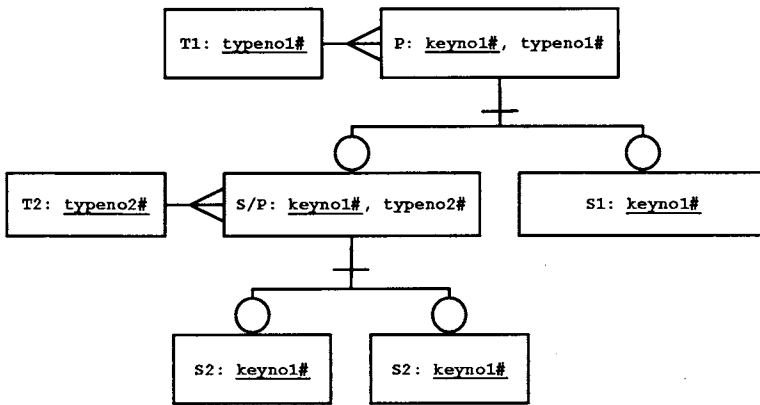 T1: typeno1#
P: keyno1#, typeno1#
T2: typeno2#
S/P: keyno1#, typeno2#
S1: keyno1#
S2: keyno1#
S2: keyno1#